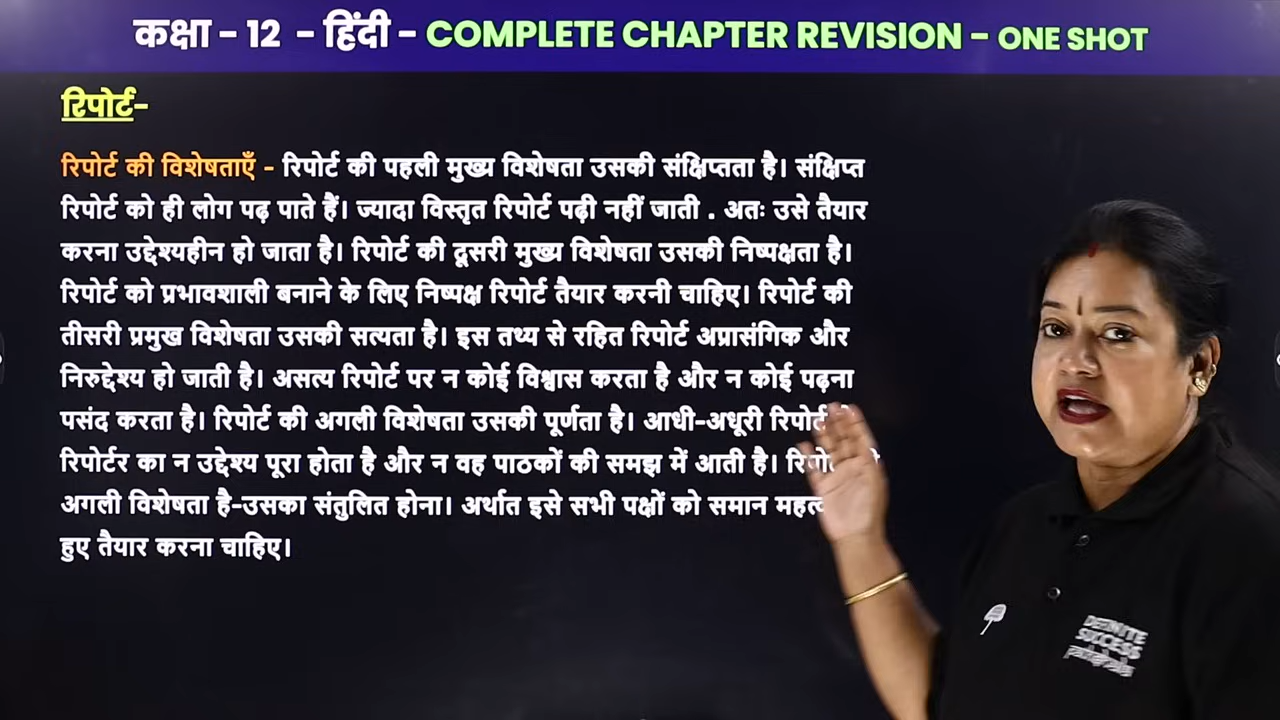 कक्षा - 12 - हिंदी - COMPLETE CHAPTER REVISION - ONE SHOT
रिपोर्ट-
रिपोर्ट की विशेषताएँ - रिपोर्ट की पहली मुख्य विशेषता उसकी संक्षिप्तता है। संक्षिप्त
रिपोर्ट को ही लोग पढ़ पाते हैं। ज्यादा विस्तृत रिपोर्ट पढ़ी नहीं जाती . अतः उसे तैयार
करना उद्देश्यहीन हो जाता है। रिपोर्ट की दूसरी मुख्य विशेषता उसकी निष्पक्षता है।
रिपोर्ट को प्रभावशाली बनाने के लिए निष्पक्ष रिपोर्ट तैयार करनी चाहिए। रिपोर्ट की
तीसरी प्रमुख विशेषता उसकी सत्यता है। इस तथ्य से रहित रिपोर्ट अप्रासंगिक और
निरुद्देश्य हो जाती है। असत्य रिपोर्ट पर न कोई विश्वास करता है और न कोई पढ़ना
पसंद करता है। रिपोर्ट की अगली विशेषता उसकी पूर्णता है। आधी-अधूरी रिपोर्ट
रिपोर्टर का न उद्देश्य पूरा होता है और न वह पाठकों की समझ में आती है।
अगली विशेषता है-उसका संतुलित होना। अर्थात इसे सभी पक्षों को समान
हुए तैयार करना चाहिए।
DEFINITE
SUCCESS